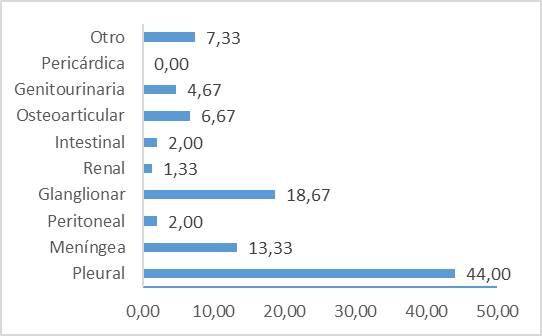 Otro 7,33
Pericárdica 0,00
Genitourinaria 4,67
Osteoarticular 6,67
Intestinal 2,00
Renal 1,33
Glanglionar 18,67
Peritoneal 2,00
Meníngea 13,33
Pleural 44,00
0,00 10,00 20,00 30,00 40,00 50,00